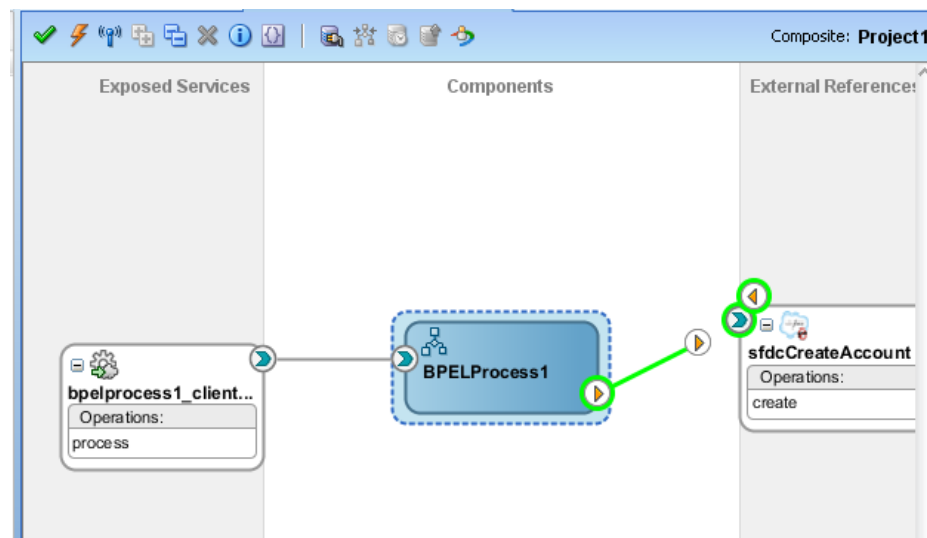 Composite: Project1
Exposed Services
Components
External References
BPELProcess1
sfdcCreateAccount
Operations:
create
bpelprocess1_client...
Operations:
process